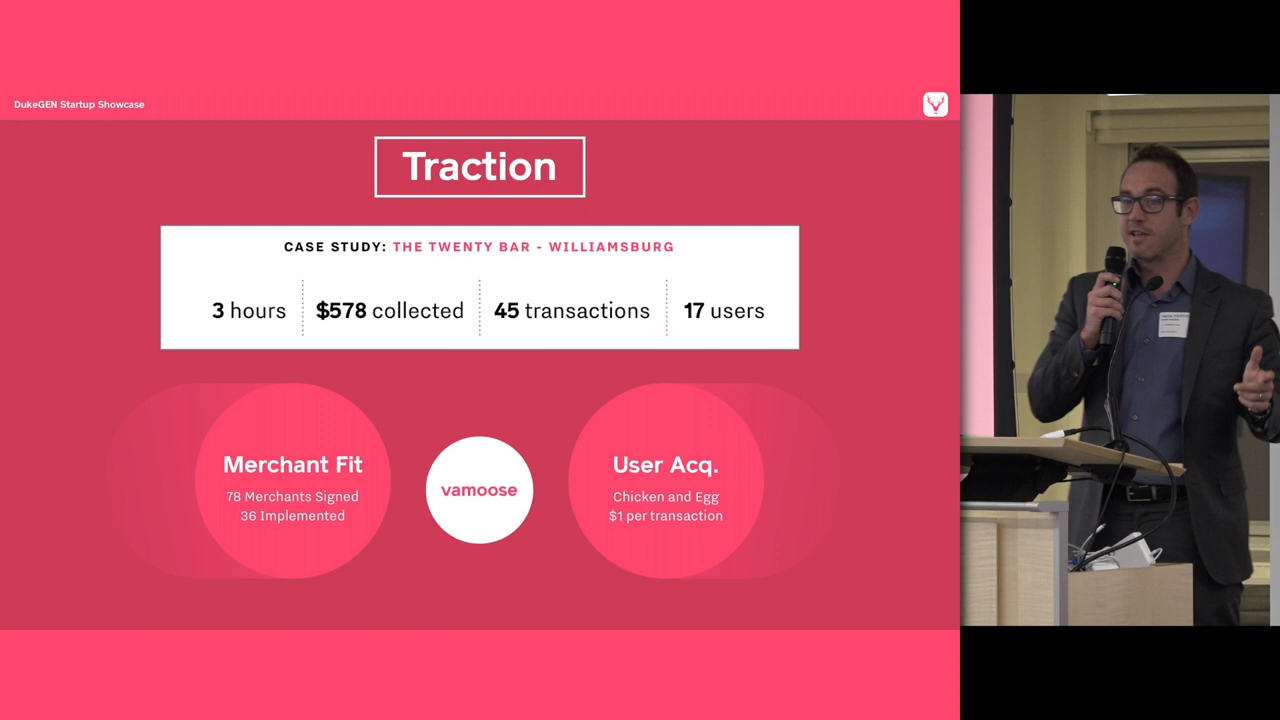 DukeGEN Startup Showcase
Traction
CASE STUDY: THE TWENTY BAR - WILLIAMSBURG
3 hours
$578 collected
45 transactions
17 users
Merchant Fit
78 Merchants Signed
36 Implemented
vamoose
User Acq.
Chicken and Egg
$1 per transaction